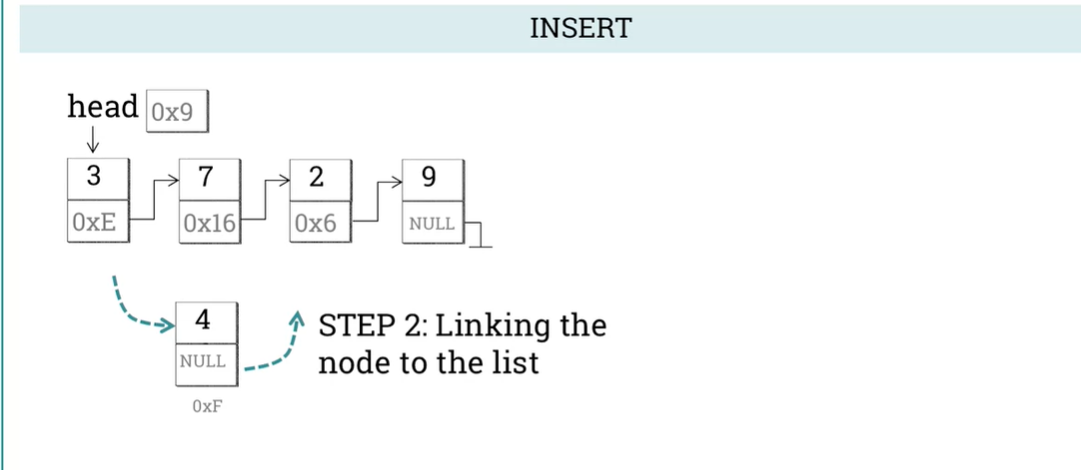 INSERT
head 0x9
3 7 2 9
0xE 0x16 0x6 NULL
4
NULL
0xF
STEP 2: Linking the
node to the list